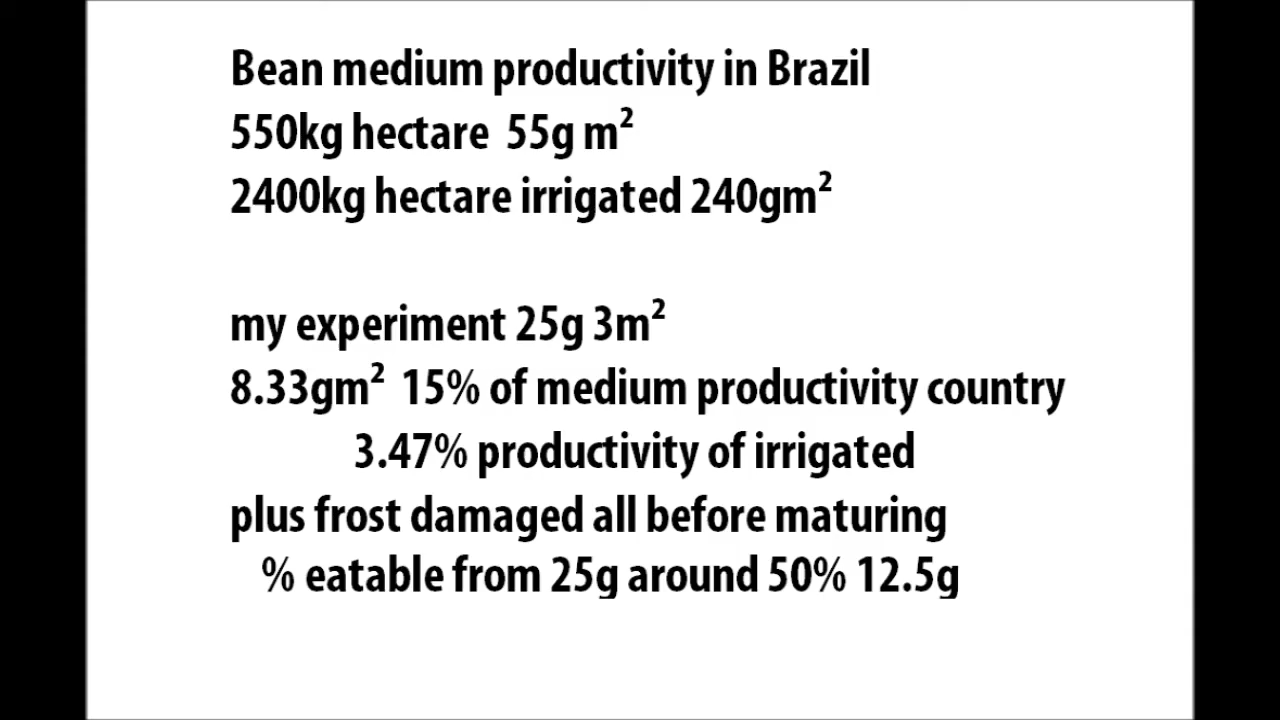 Bean medium productivity in Brazil
550kg hectare 55g m²
2400kg hectare irrigated 240gm²
my experiment 25g 3m²
8.33gm² 15% of medium productivity country
3.47% productivity of irrigated
plus frost damaged all before maturing
% eatable from 25g around 50% 12.5g